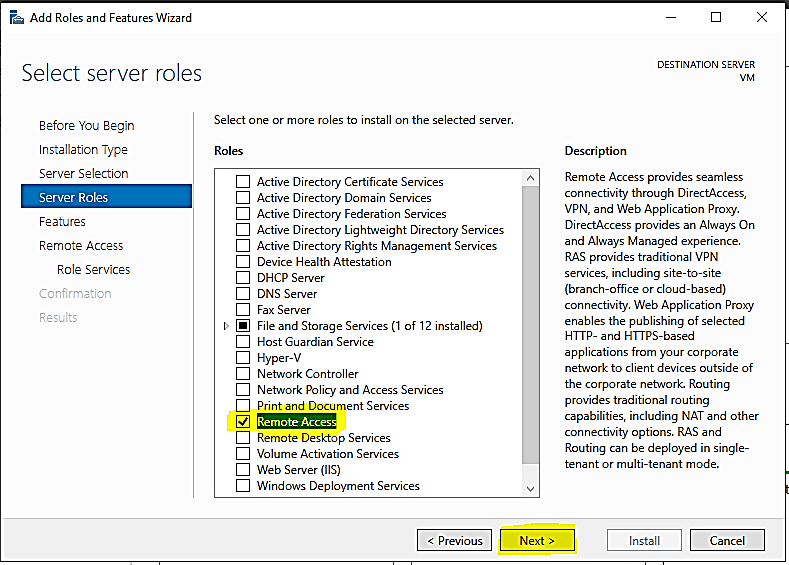 Add Roles and Features Wizard
Select server roles
DESTINATION SERVER
VM
Before You Begin
Installation Type
Server Selection
Server Roles
Features
Remote Access
Role Services
Confirmation
Results
Select one or more roles to install on the selected server.
Roles
Active Directory Certificate Services
Active Directory Domain Services
Active Directory Federation Services
Active Directory Lightweight Directory Services
Active Directory Rights Management Services
Device Health Attestation
DHCP Server
DNS Server
Fax Server
File and Storage Services (1 of 12 installed)
Host Guardian Service
Hyper-V
Network Controller
Network Policy and Access Services
Print and Document Services
Remote Access
Remote Desktop Services
Volume Activation Services
Web Server (IIS)
Windows Deployment Services
Description
Remote Access provides seamless
connectivity through DirectAccess,
VPN, and Web Application Proxy.
DirectAccess provides an Always On
and Always Managed experience.
RAS provides traditional VPN
services, including site-to-site
(branch-office or cloud-based)
connectivity. Web Application Proxy
enables the publishing of selected
HTTP- and HTTPS-based
applications from your corporate
network to client devices outside of
the corporate network. Routing
provides traditional routing
capabilities, including NAT and other
connectivity options. RAS and
Routing can be deployed in single-
tenant or multi-tenant mode.
< Previous
Next >
Install
Cancel